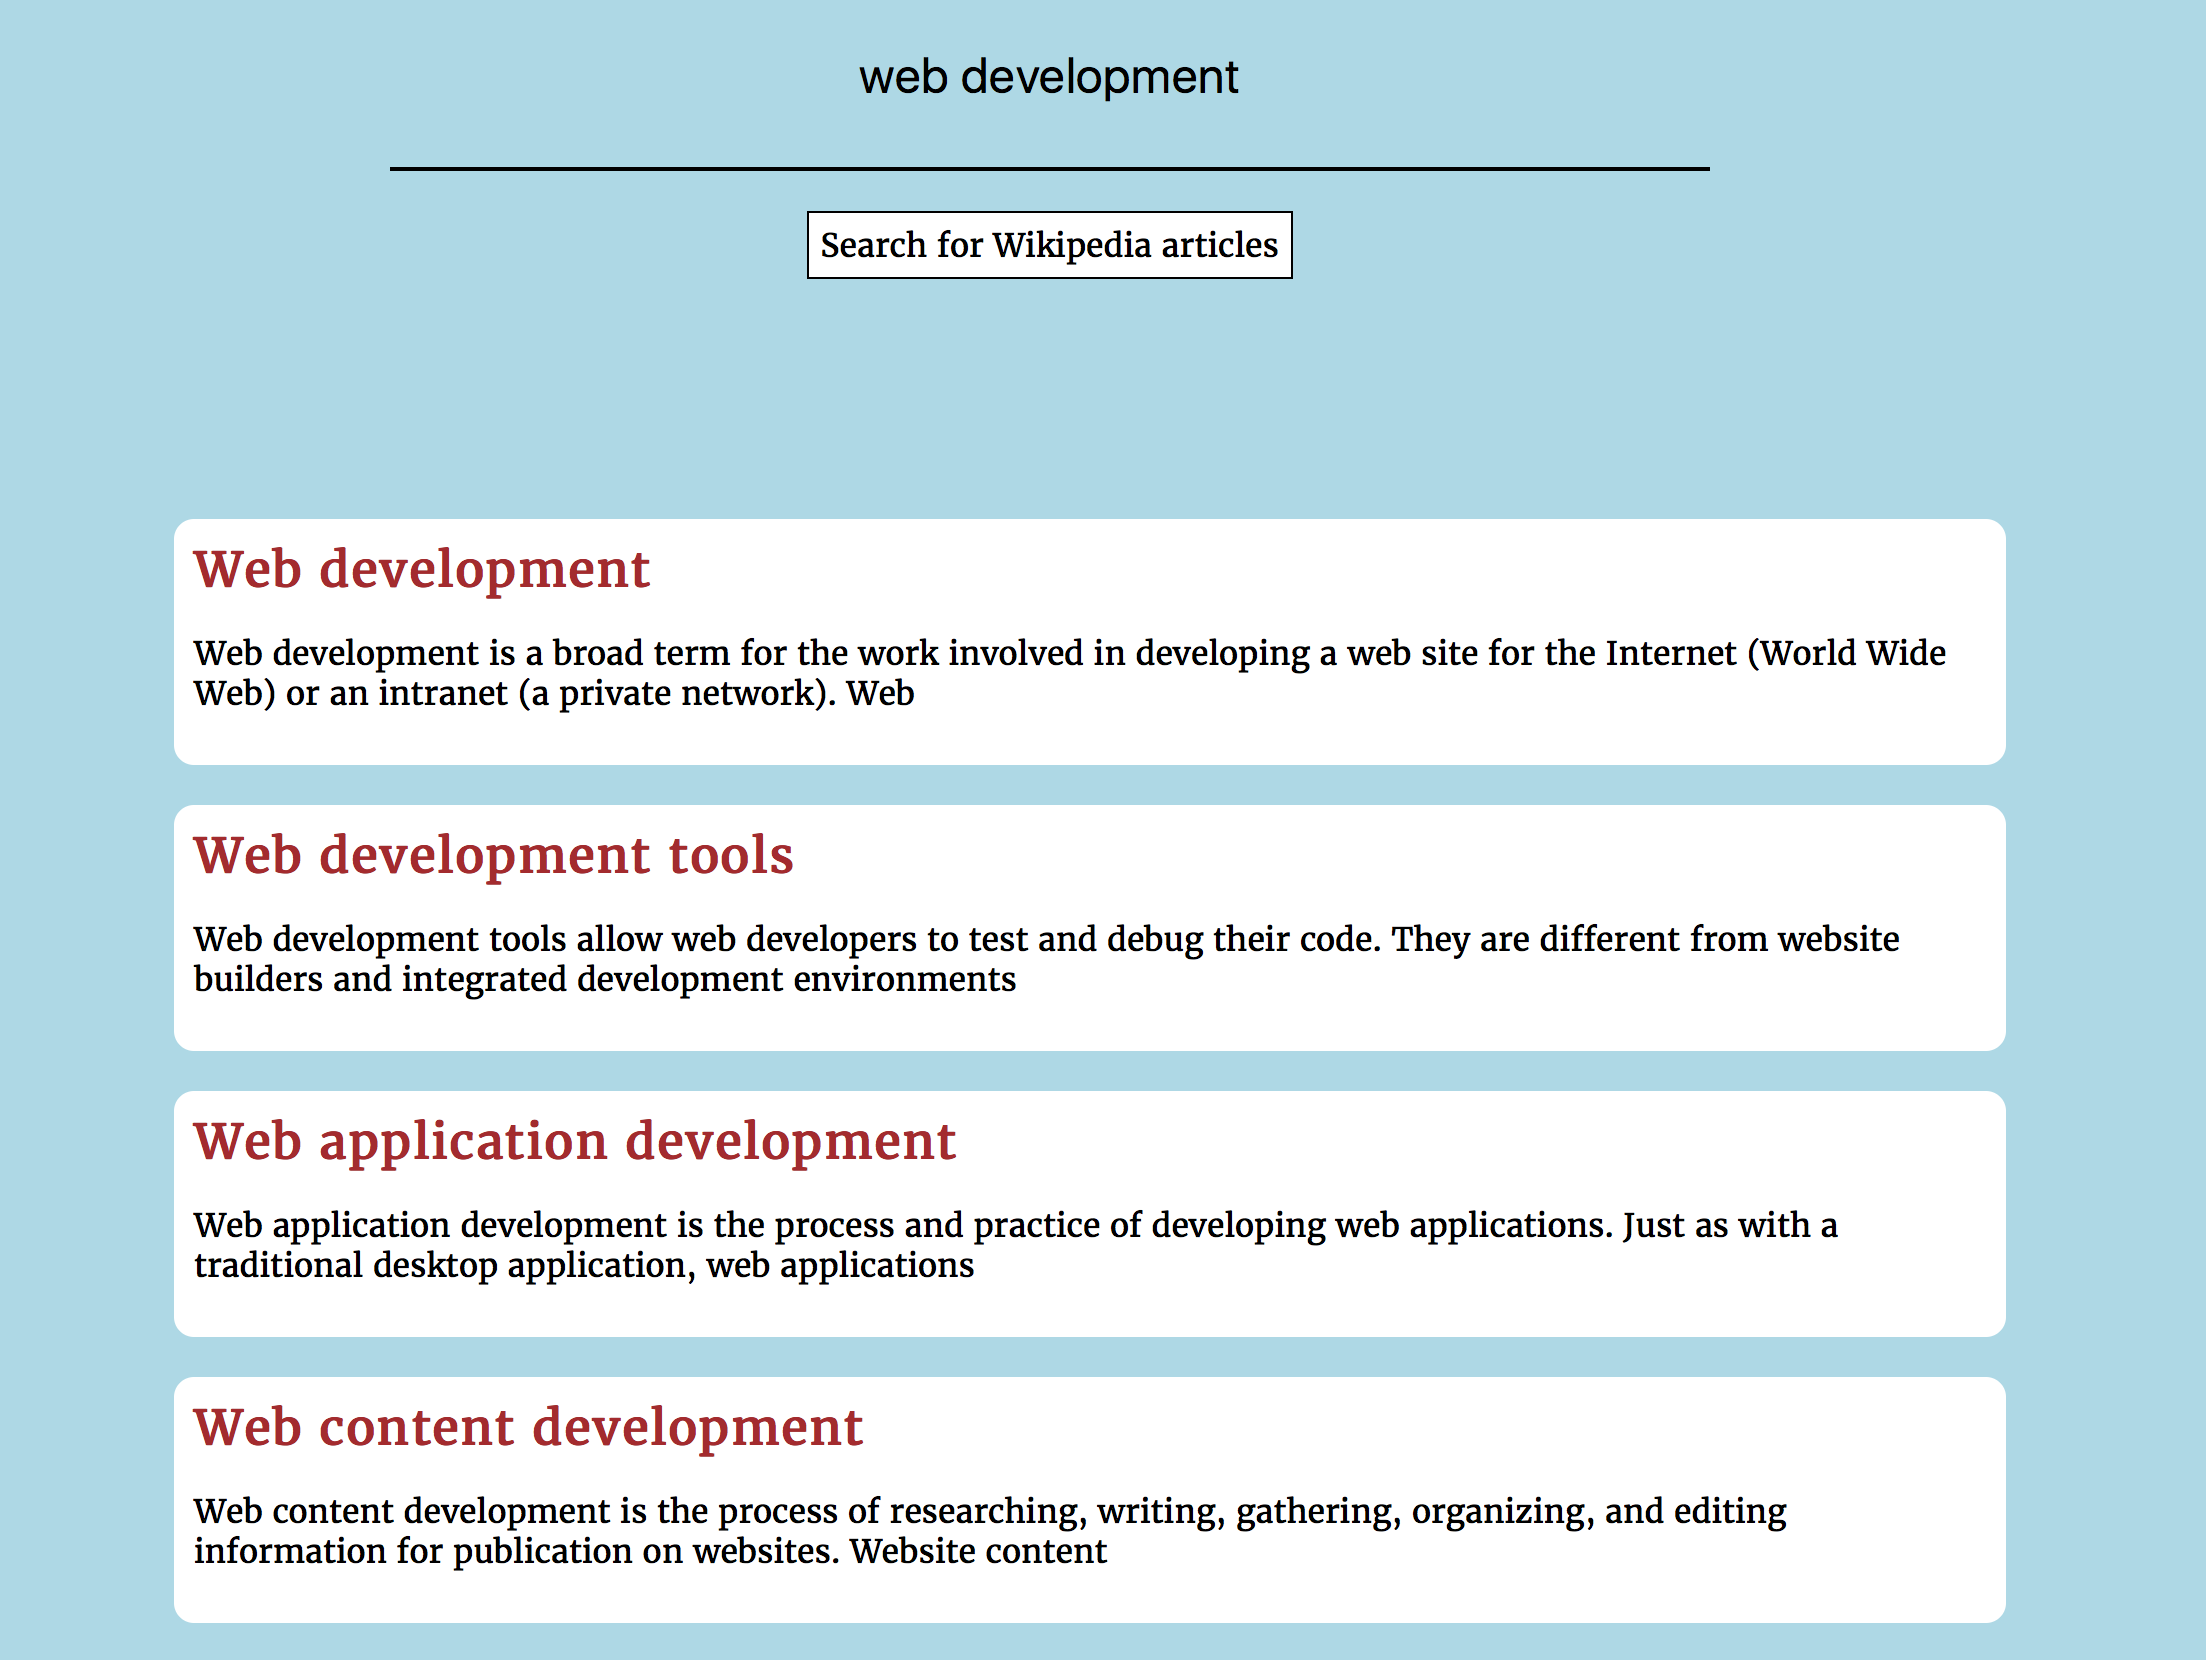 web development
Search for Wikipedia articles
Web development
Web development is a broad term for the work involved in developing a web site for the Internet (World Wide
Web) or an intranet (a private network). Web
Web development tools
Web development tools allow web developers to test and debug their code. They are different from website
builders and integrated development environments
Web application development
Web application development is the process and practice of developing web applications. Just as with a
traditional desktop application, web applications
Web content development
Web content development is the process of researching, writing, gathering, organizing, and editing
information for publication on websites. Website content